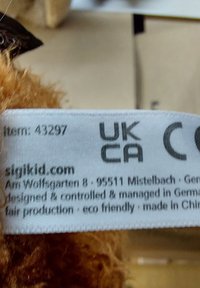 Item: 43297
UK
CA
C
sigikid.com
Am Wolfsgarten 8 · 95511 Mistelbach · Ger
designed & controlled & managed in Germa
fair production · eco friendly · made in Chin